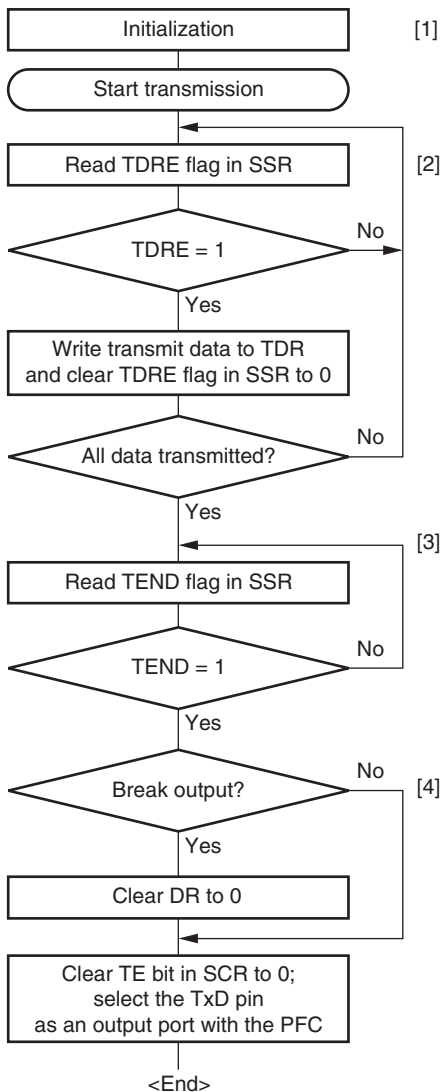 Initialization [1]
Start transmission
Read TDRE flag in SSR [2]
No
TDRE = 1
Yes
Write transmit data to TDR
and clear TDRE flag in SSR to 0
No
All data transmitted?
Yes
[3]
Read TEND flag in SSR
No
TEND = 1
Yes
No
Break output? [4]
Yes
Clear DR to 0
Clear TE bit in SCR to 0;
select the TxD pin
as an output port with the PFC
<End>